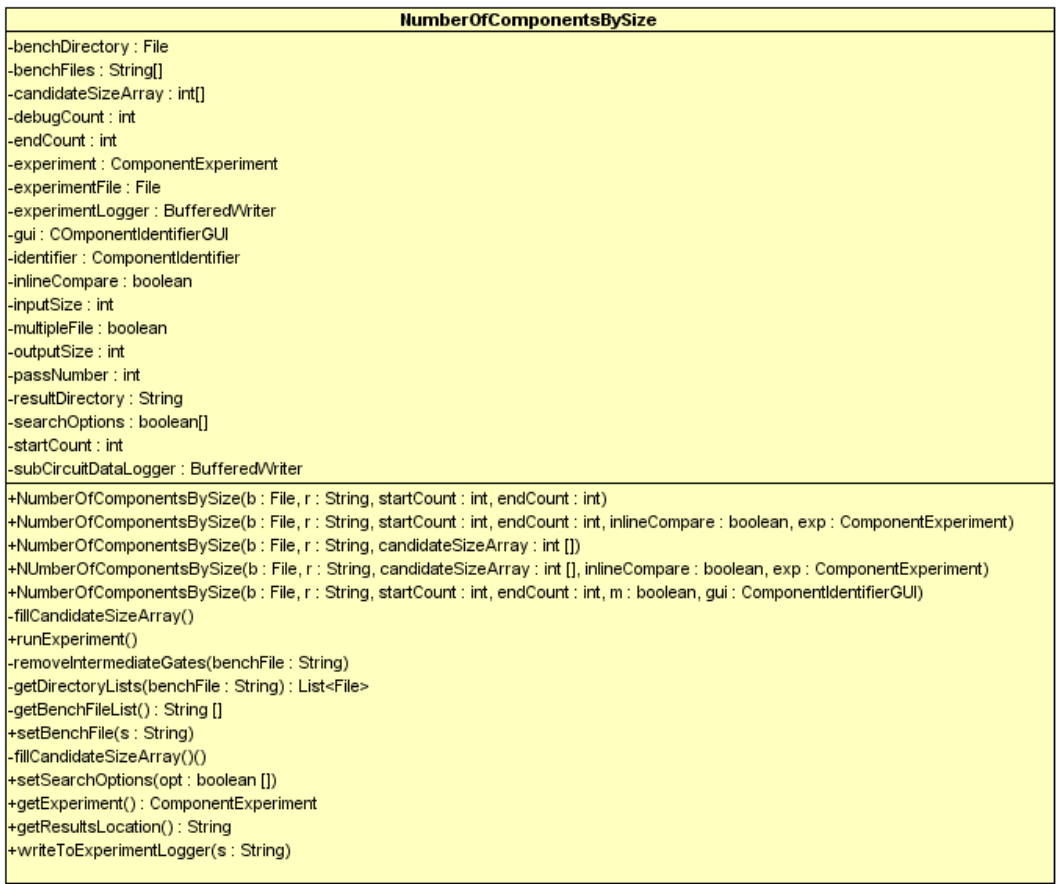 NumberOfComponentsBySize
-benchDirectory : File
-benchFiles : String[]
-candidateSizeArray : int[]
-debugCount : int
-endCount : int
-experiment : ComponentExperiment
-experimentFile : File
-experimentLogger : BufferedWriter
-gui : COmponentIdentifierGUI
-identifier : ComponentIdentifier
-inlineCompare : boolean
-inputSize : int
-multipleFile : boolean
-outputSize : int
-passNumber : int
-resultDirectory : String
-searchOptions : boolean[]
-startCount : int
-subCircuitDataLogger : BufferedWriter
+NumberOfComponentsBySize(b : File, r : String, startCount : int, endCount : int)
+NumberOfComponentsBySize(b : File, r : String, startCount : int, endCount : int, inlineCompare : boolean, exp : ComponentExperiment)
+NumberOfComponentsBySize(b : File, r : String, candidateSizeArray : int [])
+NUmberOfComponentsBySize(b : File, r : String, candidateSizeArray : int [], inlineCompare : boolean, exp : ComponentExperiment)
+NumberOfComponentsBySize(b : File, r : String, startCount : int, endCount : int, m : boolean, gui : ComponentIdentifierGUI)
-fillCandidateSizeArray()
+runExperiment()
-removeIntermediateGates(benchFile : String)
-getDirectoryLists(benchFile : String) : List<File>
-getBenchFileList() : String []
+setBenchFile(s : String)
-fillCandidateSizeArray()()
+setSearchOptions(opt : boolean [])
+getExperiment() : ComponentExperiment
+getResultsLocation() : String
+writeToExperimentLogger(s : String)